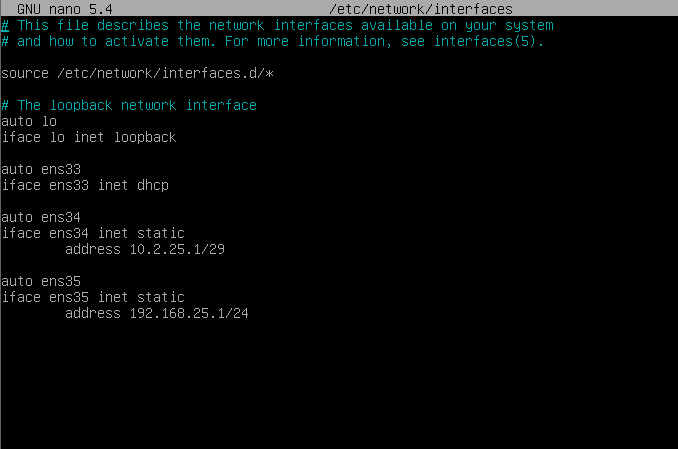 GNU nano 5.4 /etc/network/interfaces
# This file describes the network interfaces available on your system
# and how to activate them. For more information, see interfaces(5).
source /etc/network/interfaces.d/*
# The loopback network interface
auto lo
iface lo inet loopback
auto ens33
iface ens33 inet dhcp
auto ens34
iface ens34 inet static
address 10.2.25.1/29
auto ens35
iface ens35 inet static
address 192.168.25.1/24